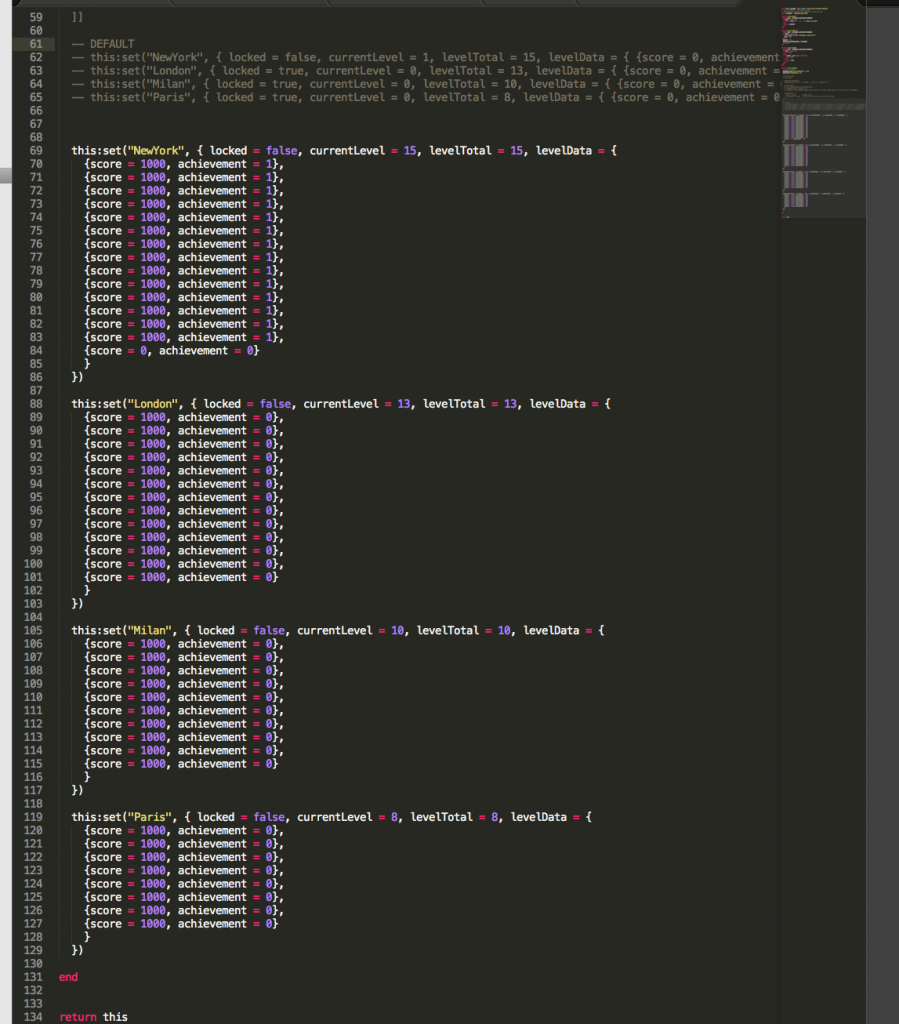 59 ]]
60
61 -- DEFAULT
62 -- this:set("NewYork", { locked = false, currentLevel = 1, levelTotal = 15, levelData = { {score = 0, achievement
63 -- this:set("London", { locked = true, currentLevel = 0, levelTotal = 13, levelData = { {score = 0, achievement =
64 -- this:set("Milan", { locked = true, currentLevel = 0, levelTotal = 10, levelData = { {score = 0, achievement =
65 -- this:set("Paris", { locked = true, currentLevel = 0, levelTotal = 8, levelData = { {score = 0, achievement = 0
66
67
68
69 this:set("NewYork", { locked = false, currentLevel = 15, levelTotal = 15, levelData = {
70 {score = 1000, achievement = 1},
71 {score = 1000, achievement = 1},
72 {score = 1000, achievement = 1},
73 {score = 1000, achievement = 1},
74 {score = 1000, achievement = 1},
75 {score = 1000, achievement = 1},
76 {score = 1000, achievement = 1},
77 {score = 1000, achievement = 1},
78 {score = 1000, achievement = 1},
79 {score = 1000, achievement = 1},
80 {score = 1000, achievement = 1},
81 {score = 1000, achievement = 1},
82 {score = 1000, achievement = 1},
83 {score = 1000, achievement = 1},
84 {score = 0, achievement = 0}
85 }
86 })
87
88 this:set("London", { locked = false, currentLevel = 13, levelTotal = 13, levelData = {
89 {score = 1000, achievement = 0},
90 {score = 1000, achievement = 0},
91 {score = 1000, achievement = 0},
92 {score = 1000, achievement = 0},
93 {score = 1000, achievement = 0},
94 {score = 1000, achievement = 0},
95 {score = 1000, achievement = 0},
96 {score = 1000, achievement = 0},
97 {score = 1000, achievement = 0},
98 {score = 1000, achievement = 0},
99 {score = 1000, achievement = 0},
100 {score = 1000, achievement = 0},
101 {score = 1000, achievement = 0}
102 }
103 })
104
105 this:set("Milan", { locked = false, currentLevel = 10, levelTotal = 10, levelData = {
106 {score = 1000, achievement = 0},
107 {score = 1000, achievement = 0},
108 {score = 1000, achievement = 0},
109 {score = 1000, achievement = 0},
110 {score = 1000, achievement = 0},
111 {score = 1000, achievement = 0},
112 {score = 1000, achievement = 0},
113 {score = 1000, achievement = 0},
114 {score = 1000, achievement = 0},
115 {score = 1000, achievement = 0}
116 }
117 })
118
119 this:set("Paris", { locked = false, currentLevel = 8, levelTotal = 8, levelData = {
120 {score = 1000, achievement = 0},
121 {score = 1000, achievement = 0},
122 {score = 1000, achievement = 0},
123 {score = 1000, achievement = 0},
124 {score = 1000, achievement = 0},
125 {score = 1000, achievement = 0},
126 {score = 1000, achievement = 0},
127 {score = 1000, achievement = 0}
128 }
129 })
130
131 end
132
133
134 return this